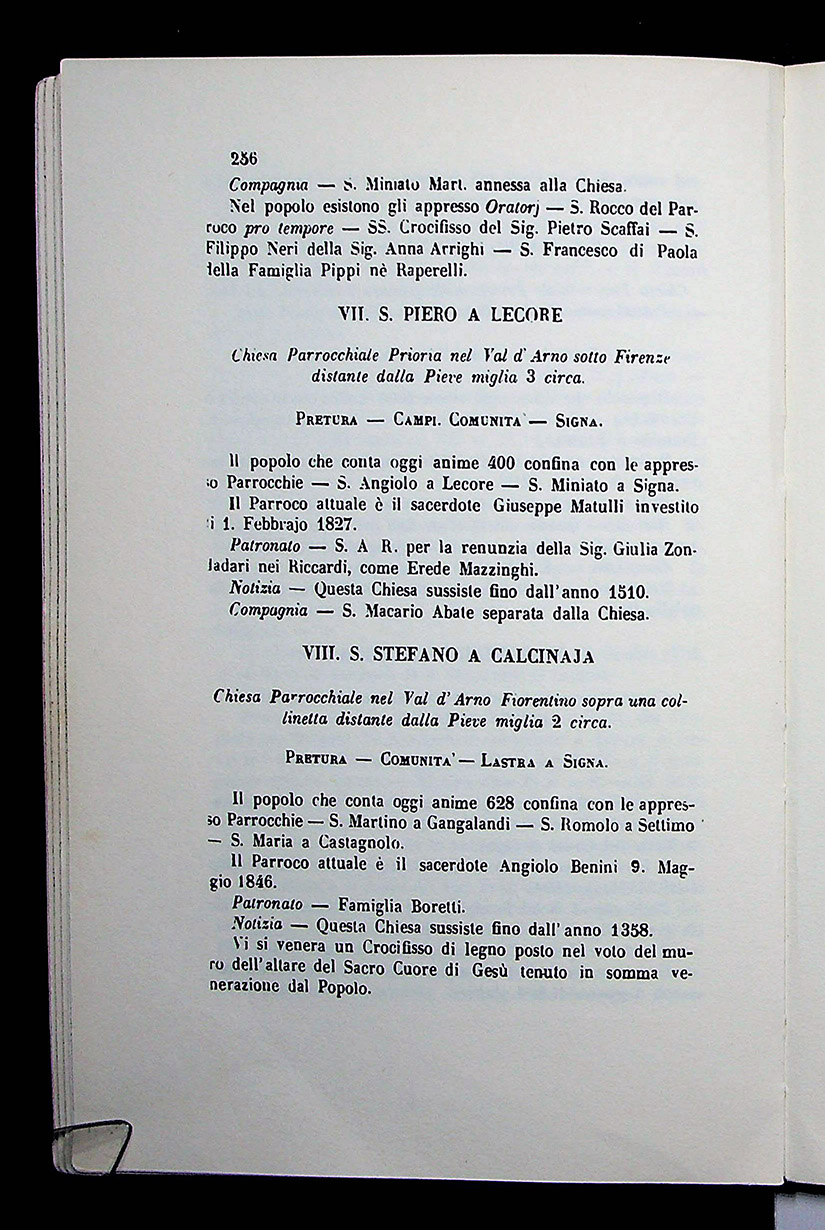 256
Compagnia — S. Miniato Mart. annessa alla Chiesa.
Nel popolo esistono gli appresso Oratorj — S. Rocco del Par-
roco pro tempore — SS. Crocifisso del Sig. Pietro Scaffai — S.
Filippo Neri della Sig. Anna Arrighi — S. Francesco di Paola
della Famiglia Pippi nè Raperelli.
VII. S. PIERO A LECORE
Chiesa Parrocchiale Prioria nel Val d'Arno sotto Firenze
distante dalla Pieve miglia 3 circa.
PRETURA — CAMPI. COMUNITA' — SIGNA.
Il popolo che conta oggi anime 400 confina con le appres-
so Parrocchie — S. Angiolo a Lecore — S. Miniato a Signa.
Il Parroco attuale è il sacerdote Giuseppe Matulli investito
i 1. Febbrajo 1827.
Patronato — S. A R. per la renunzia della Sig. Giulia Zon-
dadari nei Riccardi, come Erede Mazzinghi.
Notizia — Questa Chiesa sussiste fino dall'anno 1510.
Compagnia — S. Macario Abate separata dalla Chiesa.
VIII. S. STEFANO A CALCINAJA
Chiesa Parrocchiale nel Val d'Arno Fiorentino sopra una col-
linetta distante dalla Pieve miglia 2 circa.
PRETURA — COMUNITA' — LASTRA A SIGNA.
Il popolo che conta oggi anime 628 confina con le appres-
so Parrocchie — S. Martino a Gangalandi — S. Romolo a Settimo
— S. Maria a Castagnolo.
Il Parroco attuale è il sacerdote Angiolo Benini 9. Mag-
gio 1846.
Patronato — Famiglia Boretti.
Notizia — Questa Chiesa sussiste fino dall'anno 1358.
Vi si venera un Crocifisso di legno posto nel voto del mu-
ro dell'altare del Sacro Cuore di Gesù tenuto in somma ve-
nerazione dal Popolo.